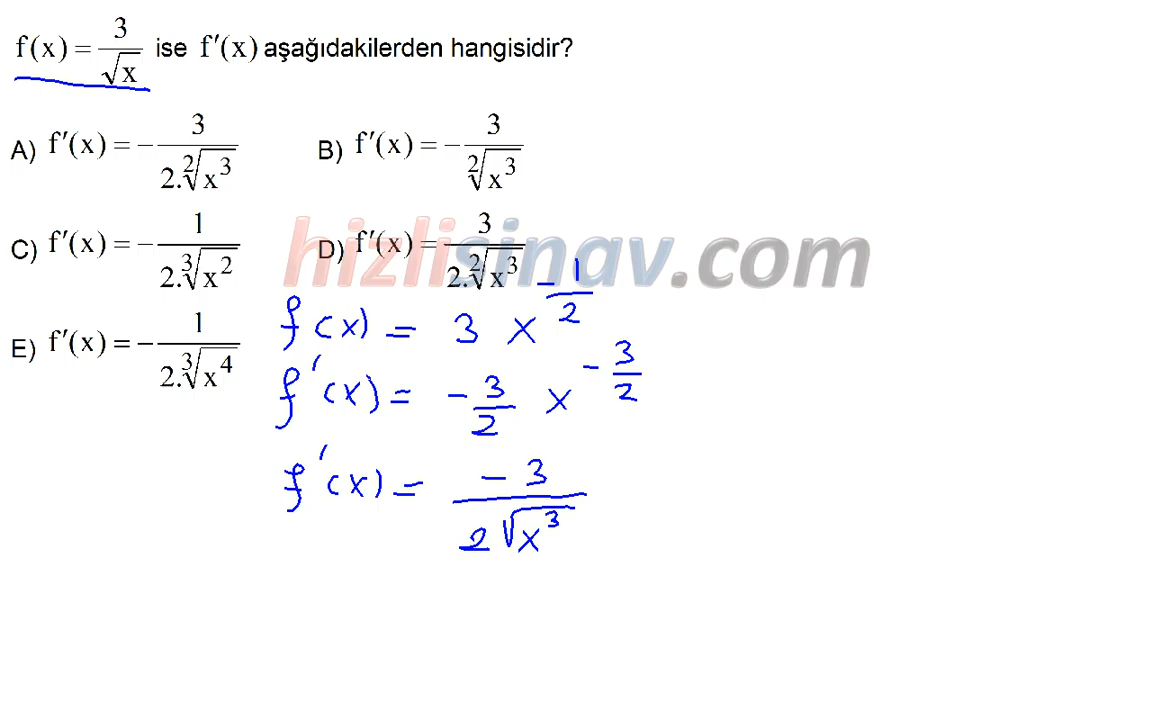 f(x) = 3/√x ise f′(x) aşağıdakilerden hangisidir?
A) f′(x) = − 3/(2.²√x³) B) f′(x) = − 3/(²√x³)
C) f′(x) = − 1/(2.³√x²) D) f′(x) = 3/(2.²√x³)
hizlisinav.com
E) f′(x) = − 1/(2.³√x⁴)
f(x) = 3 x^(−1/2)
f′(x) = −3/2 x^(−3/2)
f′(x) = −3/(2√x³)